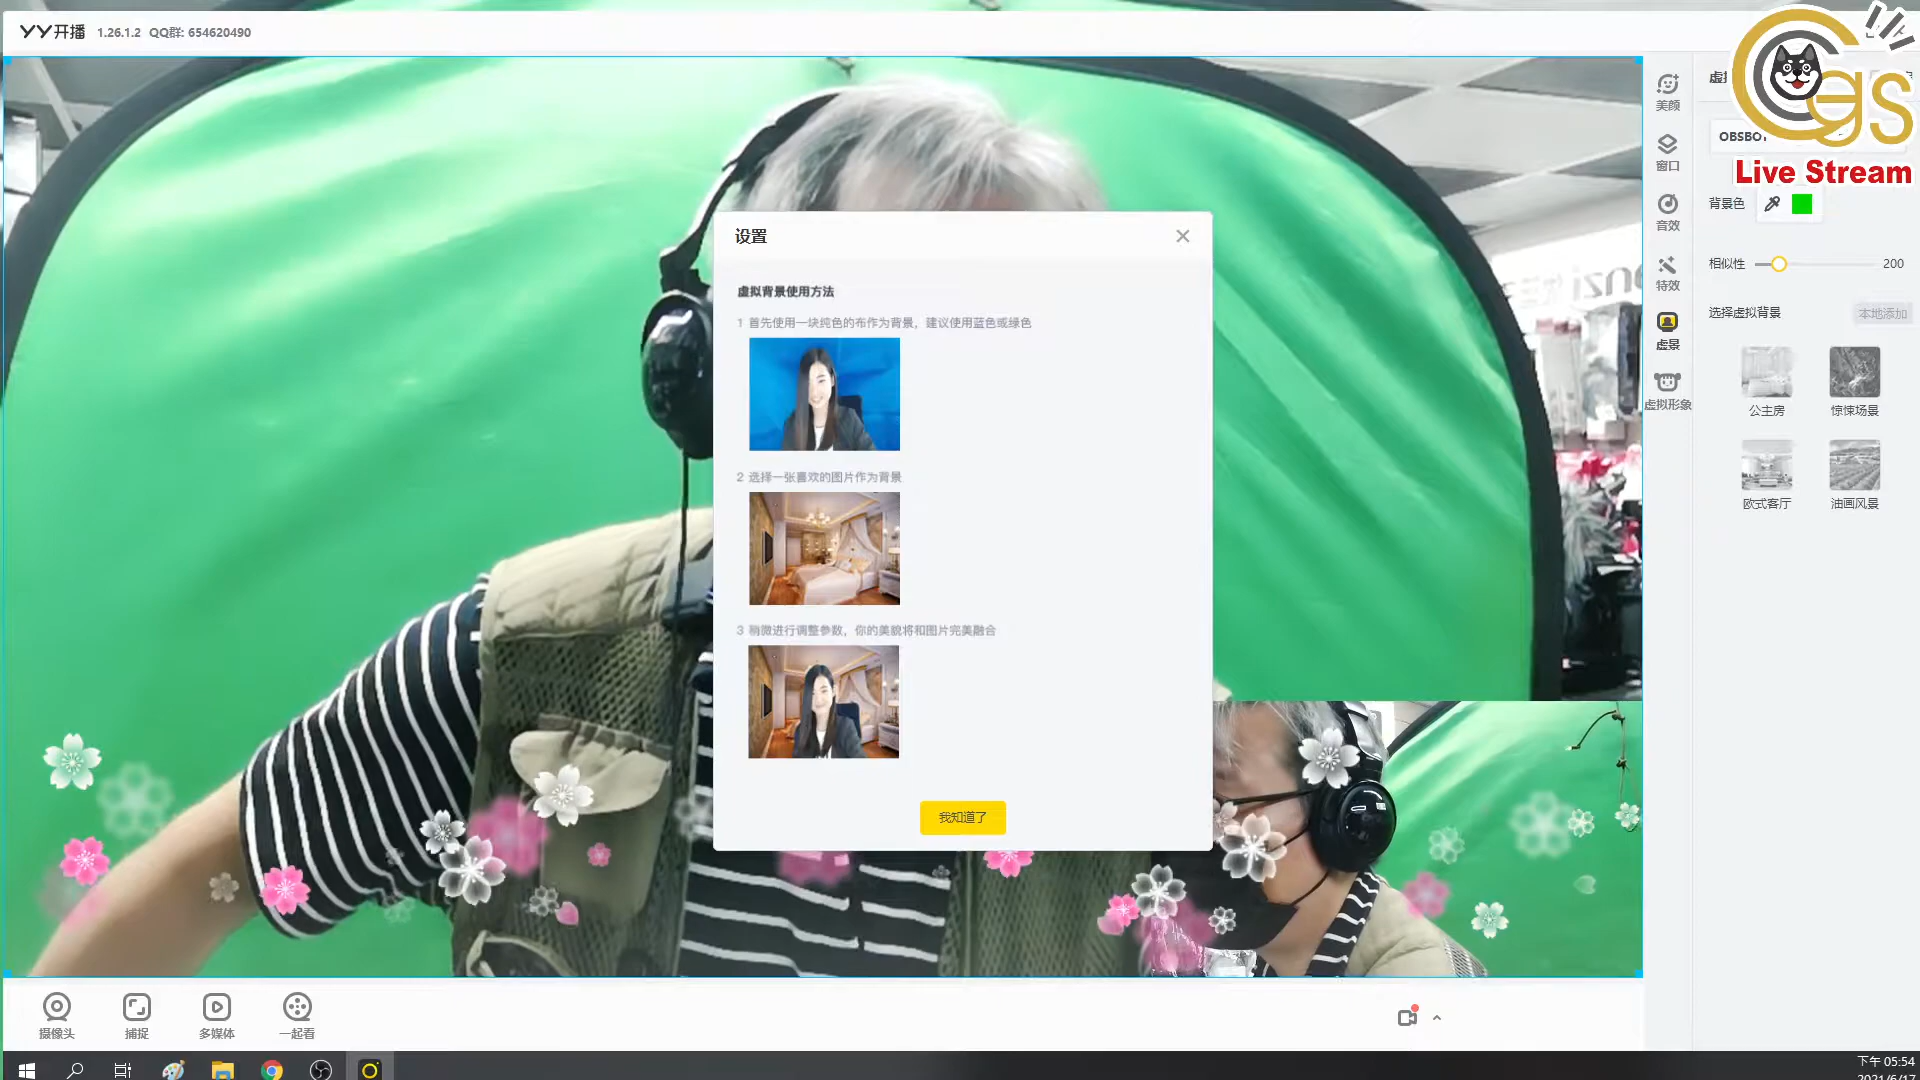 YY开播 1.26.1.2 QQ群: 654620490
Cgs
Live Stream
美颜
窗口
音效
特效
虚景
虚拟形象
背景色
相似性 200
选择虚拟背景 本地添加
公主房 惊悚场景
欧式客厅 油画风景
设置
虚拟背景使用方法
1 首先使用一块纯色的布作为背景，建议使用蓝色或绿色
2 选择一张喜欢的图片作为背景
3 稍微进行调整参数，你的美貌将和图片完美融合
我知道了
摄像头 捕捉 多媒体 一起看
下午 05:54
2021/6/17